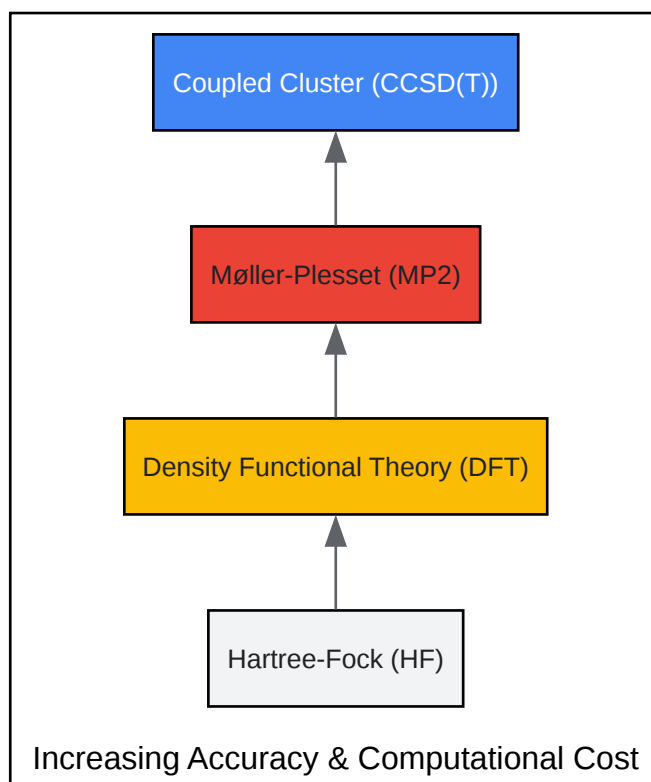 Coupled Cluster (CCSD(T))
Møller-Plesset (MP2)
Density Functional Theory (DFT)
Hartree-Fock (HF)
Increasing Accuracy & Computational Cost